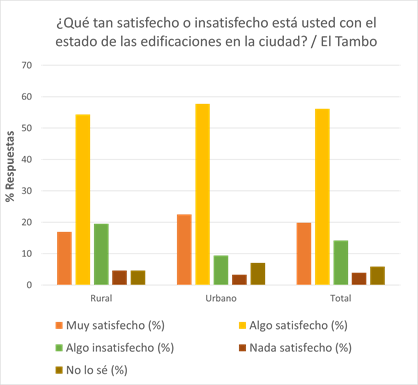 ¿Qué tan satisfecho o insatisfecho está usted con el
estado de las edificaciones en la ciudad? / El Tambo
% Respuestas
70
60
50
40
30
20
10
0
Rural
Urbano
Total
Muy satisfecho (%)
Algo satisfecho (%)
Algo insatisfecho (%)
Nada satisfecho (%)
No lo sé (%)